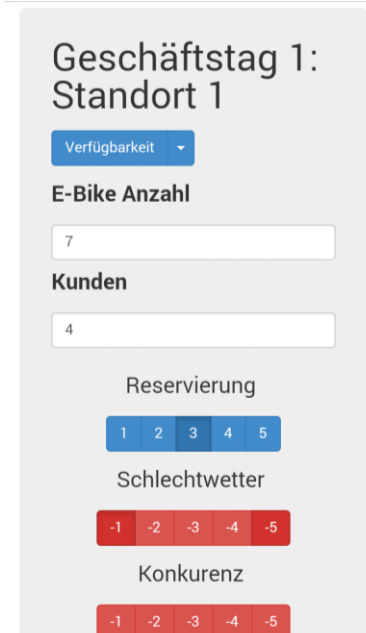 Geschäftstag 1:
Standort 1
Verfügbarkeit
E-Bike Anzahl
7
Kunden
4
Reservierung
1 2 3 4 5
Schlechtwetter
-1 -2 -3 -4 -5
Konkurenz
-1 -2 -3 -4 -5